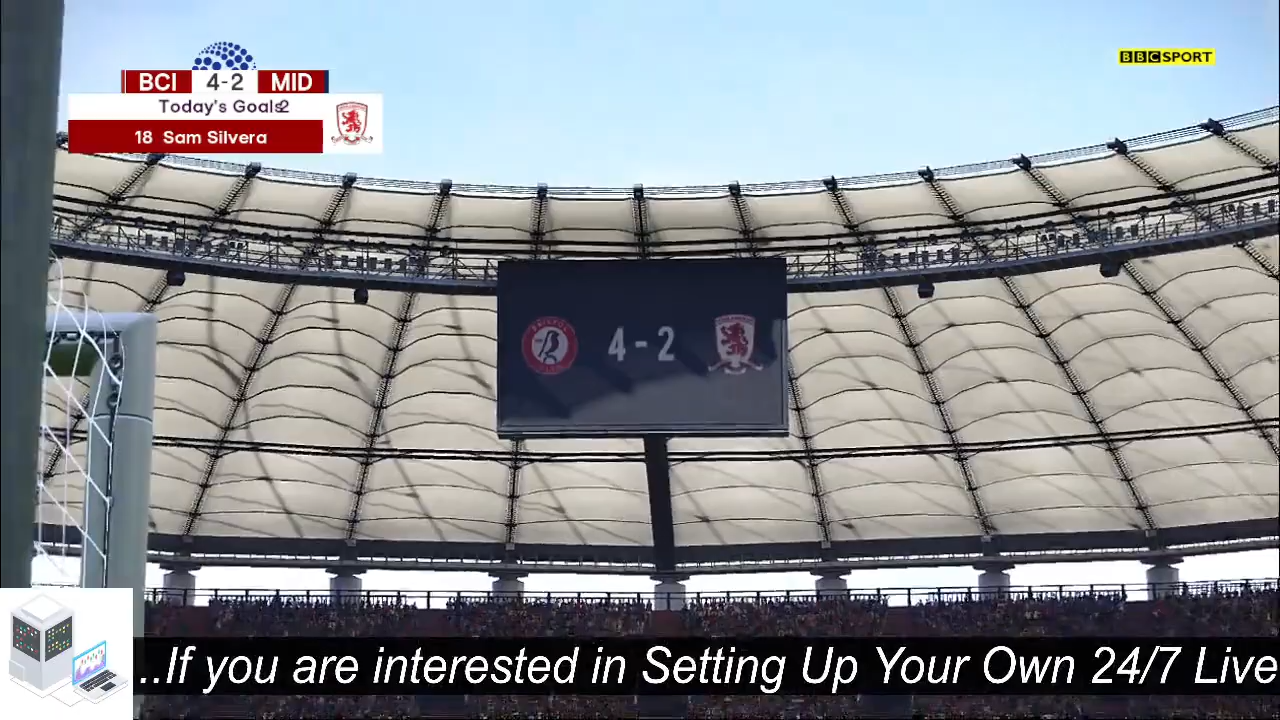 BCI 4-2 MID
BBC SPORT
Today's Goals2
18 Sam Silvera
4-2
..If you are interested in Setting Up Your Own 24/7 Live